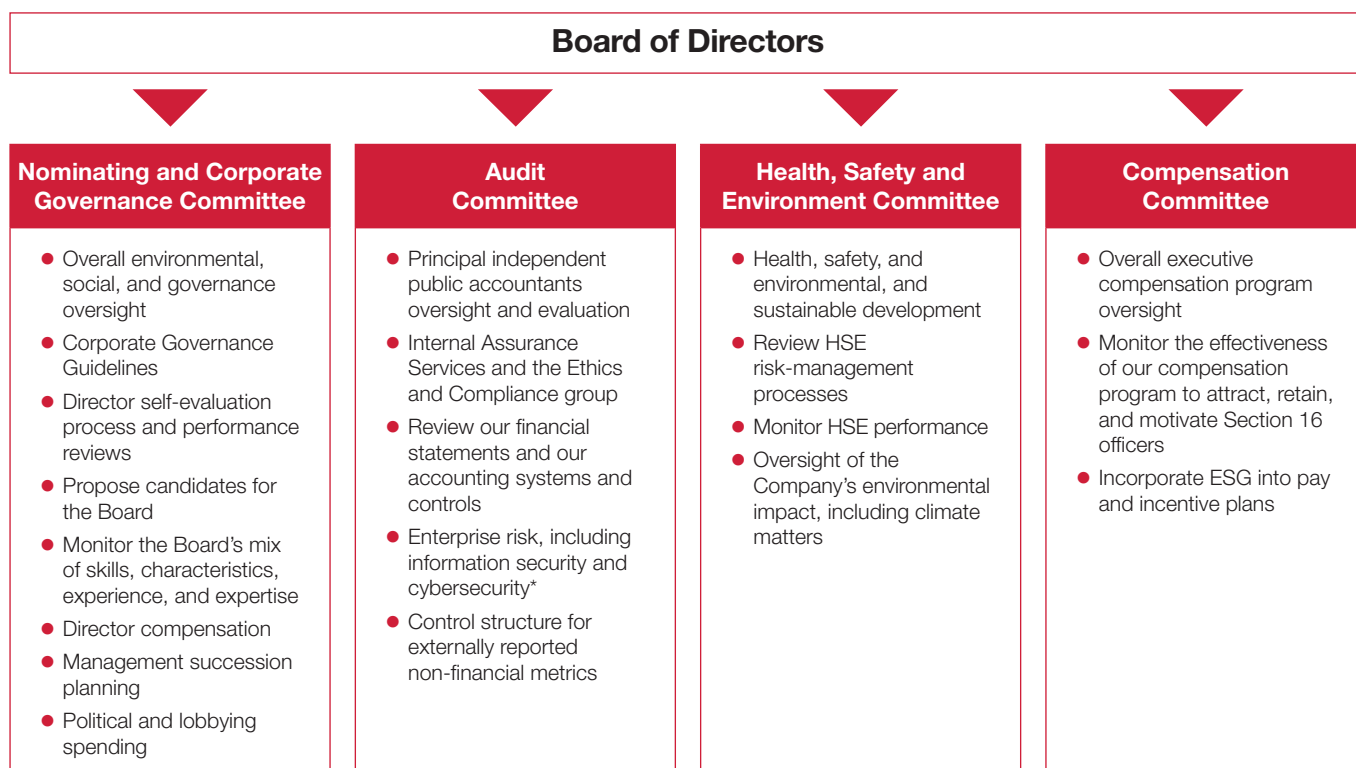 Board of Directors
Nominating and Corporate
Governance Committee
● Overall environmental,
social, and governance
oversight
● Corporate Governance
Guidelines
● Director self-evaluation
process and performance
reviews
● Propose candidates for
the Board
● Monitor the Board’s mix
of skills, characteristics,
experience, and expertise
● Director compensation
● Management succession
planning
● Political and lobbying
spending
Audit
Committee
● Principal independent
public accountants
oversight and evaluation
● Internal Assurance
Services and the Ethics
and Compliance group
● Review our financial
statements and our
accounting systems and
controls
● Enterprise risk, including
information security and
cybersecurity*
● Control structure for
externally reported
non-financial metrics
Health, Safety and
Environment Committee
● Health, safety, and
environmental, and
sustainable development
● Review HSE
risk-management
processes
● Monitor HSE performance
● Oversight of the
Company’s environmental
impact, including climate
matters
Compensation
Committee
● Overall executive
compensation program
oversight
● Monitor the effectiveness
of our compensation
program to attract, retain,
and motivate Section 16
officers
● Incorporate ESG into pay
and incentive plans